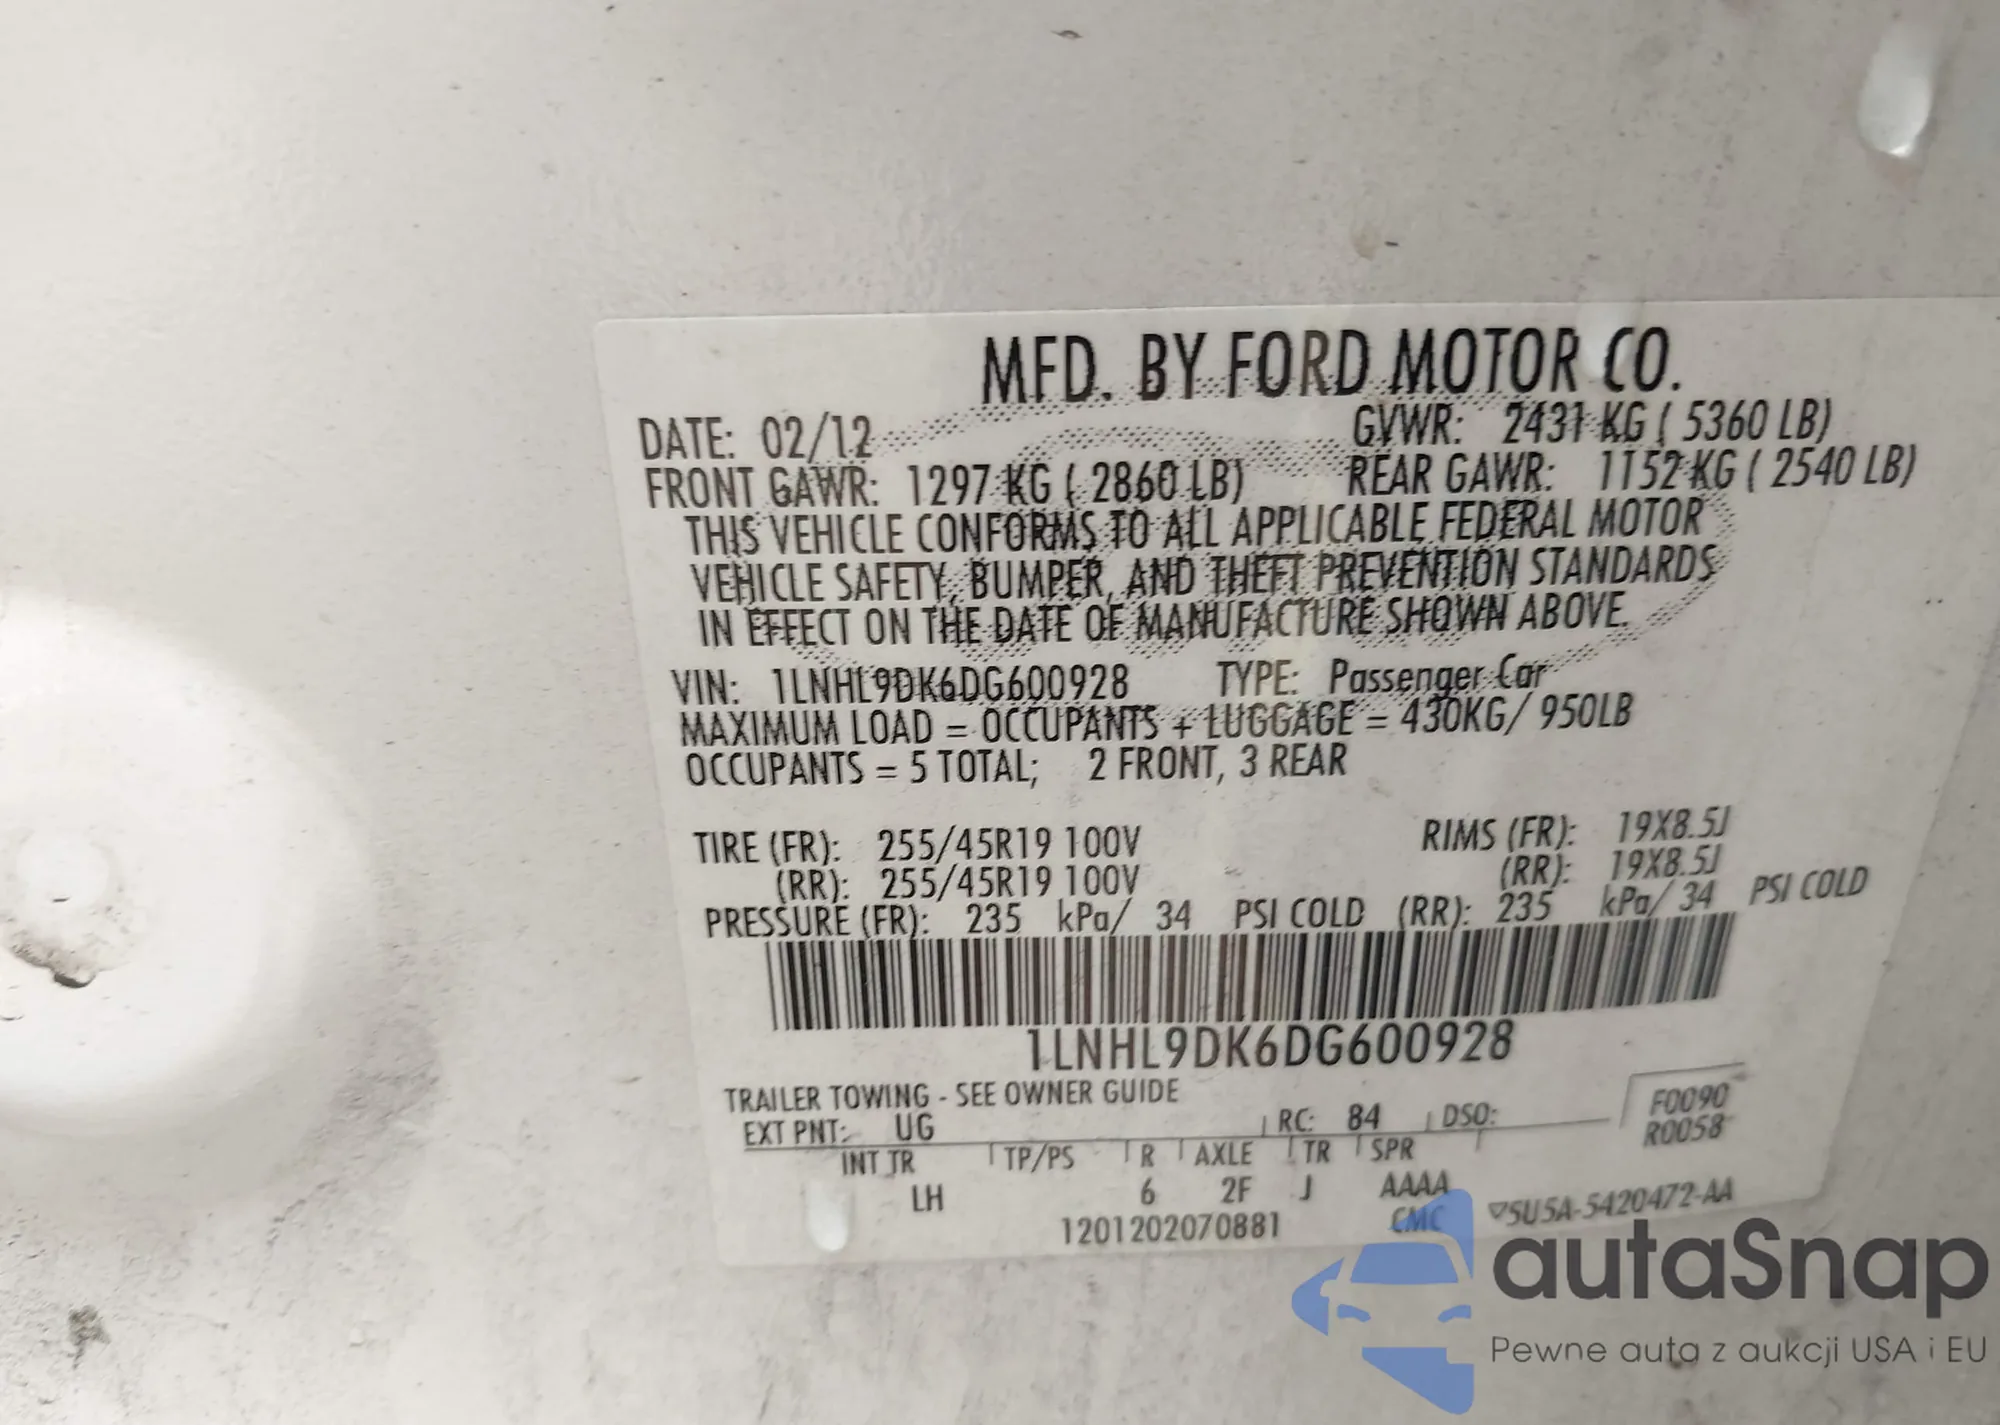 MFD. BY FORD MOTOR CO.
DATE: 02/12 GVWR: 2431 KG ( 5360 LB)
FRONT GAWR: 1297 KG ( 2860 LB) REAR GAWR: 1152 KG ( 2540 LB)
THIS VEHICLE CONFORMS TO ALL APPLICABLE FEDERAL MOTOR
VEHICLE SAFETY, BUMPER, AND THEFT PREVENTION STANDARDS
IN EFFECT ON THE DATE OF MANUFACTURE SHOWN ABOVE.
VIN: 1LNHL9DK6DG600928 TYPE: Passenger Car
MAXIMUM LOAD = OCCUPANTS + LUGGAGE = 430KG/ 950LB
OCCUPANTS = 5 TOTAL; 2 FRONT, 3 REAR
TIRE (FR): 255/45R19 100V RIMS (FR): 19X8.5J
(RR): 255/45R19 100V (RR): 19X8.5J
PRESSURE (FR): 235 kPa/ 34 PSI COLD (RR): 235 kPa/ 34 PSI COLD
1LNHL9DK6DG600928
TRAILER TOWING - SEE OWNER GUIDE F0090
EXT PNT: UG RC: 84 DSO: R0058
INT TR TP/PS R AXLE TR SPR
LH 6 2F J AAAA
1201202070881 CMC ▽5U5A-5420472-AA
autaSnap
Pewne auta z aukcji USA i EU